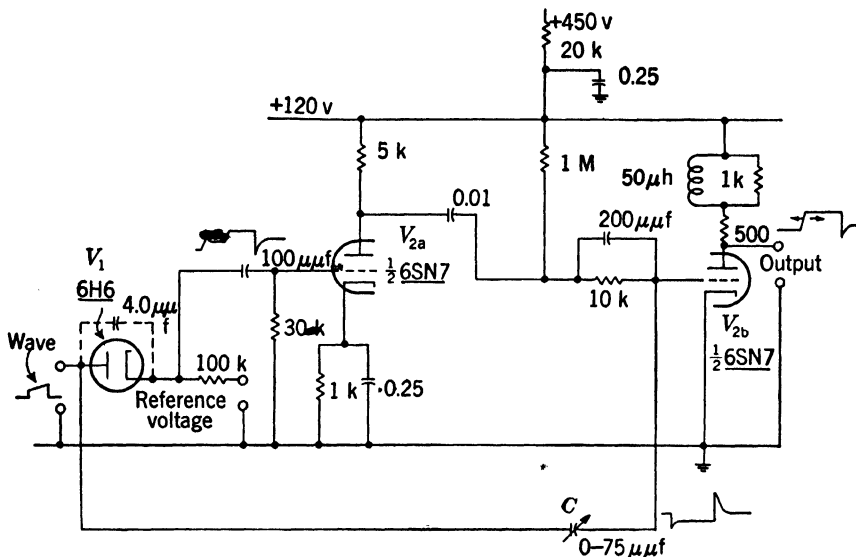 +450 v
20 k
0.25
+120 v
5 k
1 M
50μh
1k
0.01
200μμf
500
V2a
100μμf
½ 6SN7
V1
6H6
4.0μμ
f
10 k
Output
V2b
½ 6SN7
30 k
Wave
100 k
Reference
voltage
1 k
0.25
C
0–75μμf